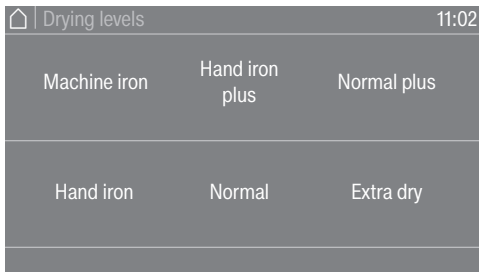 Drying levels 11:02
Machine iron Hand iron plus Normal plus
Hand iron Normal Extra dry